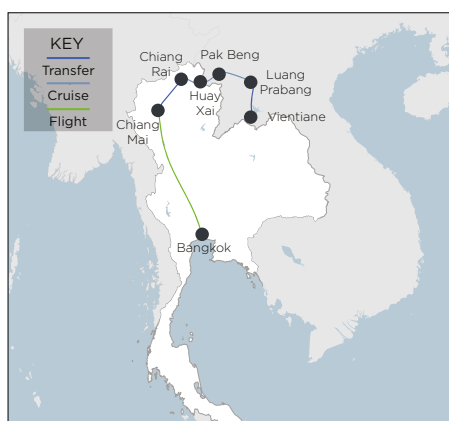 KEY
Transfer
Cruise
Flight
Chiang
Rai
Pak Beng
Luang
Prabang
Huay
Xai
Vientiane
Chiang
Mai
Bangkok